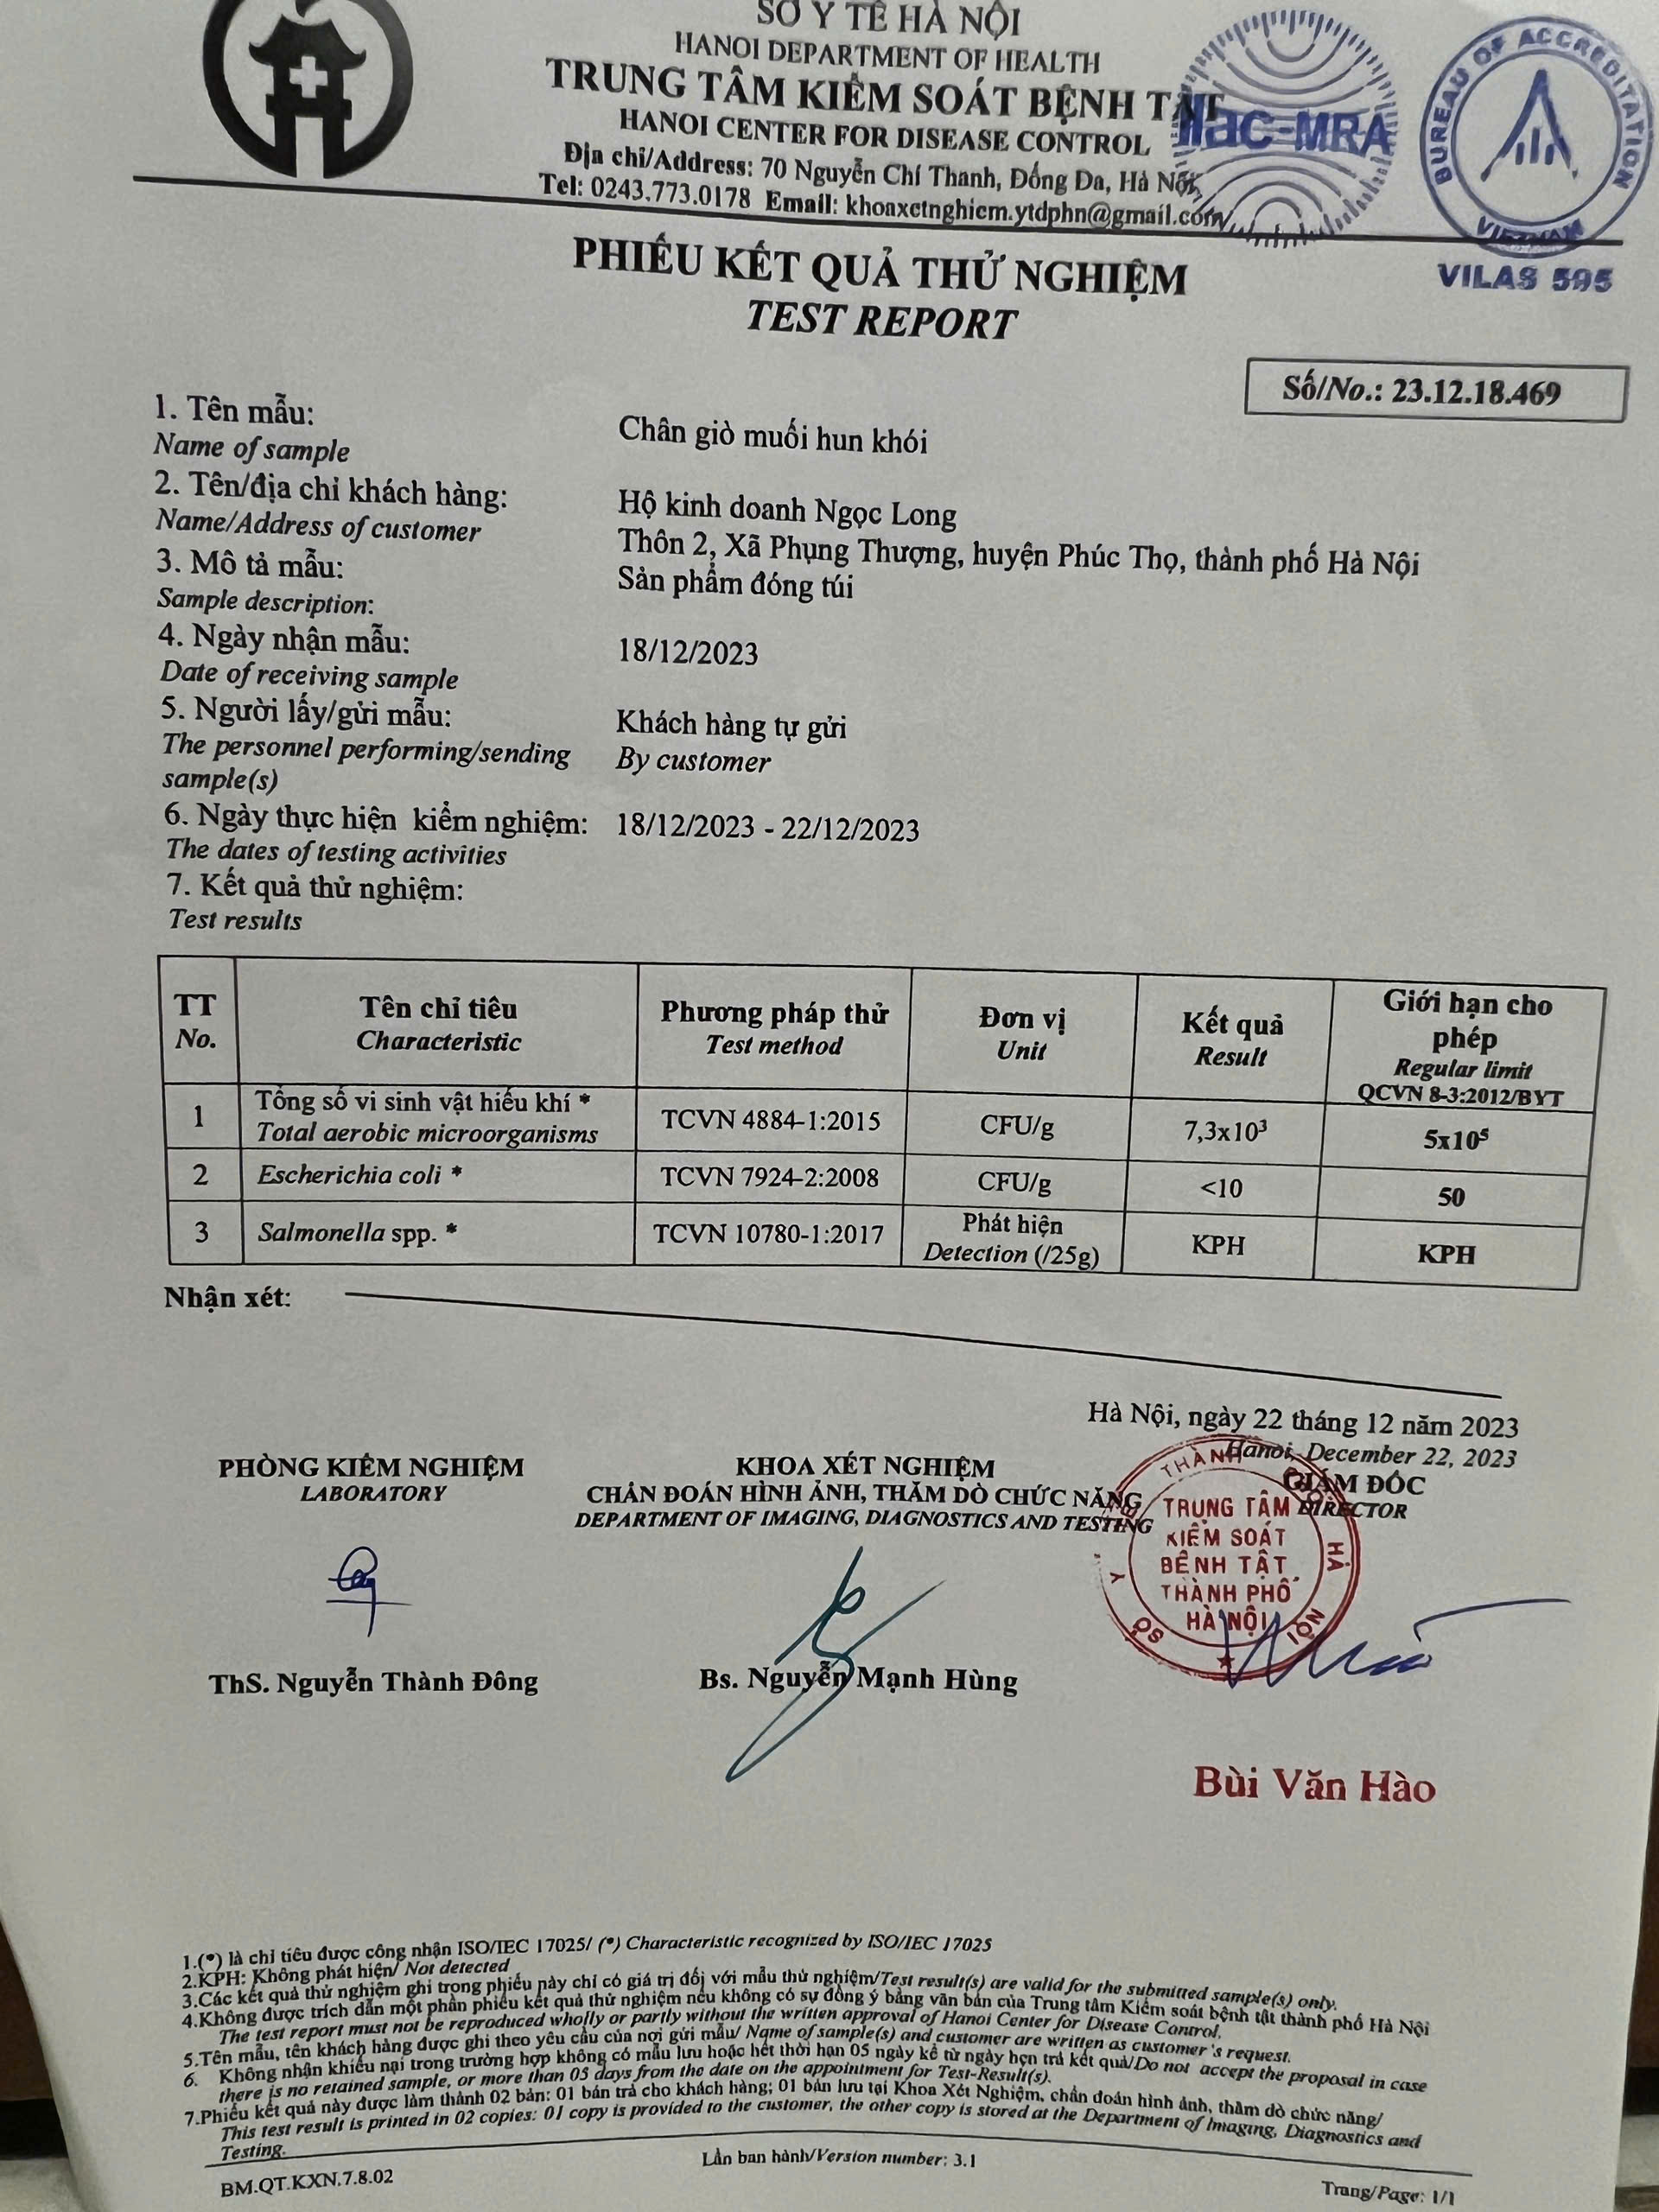 SỞ Y TẾ HÀ NỘI
HANOI DEPARTMENT OF HEALTH
TRUNG TÂM KIỂM SOÁT BỆNH TẬT
HANOI CENTER FOR DISEASE CONTROL
Địa chỉ/Address: 70 Nguyễn Chí Thanh, Đống Đa, Hà Nội
Tel: 0243.773.0178 Email: khoaxetnghiem.ytdphn@gmail.com
ilac-MRA
BUREAU OF ACCREDITATION
VIETNAM
VILAS 595
PHIẾU KẾT QUẢ THỬ NGHIỆM
TEST REPORT
Số/No.: 23.12.18.469
1. Tên mẫu: Chân giò muối hun khói
Name of sample
2. Tên/địa chỉ khách hàng: Hộ kinh doanh Ngọc Long
Name/Address of customer Thôn 2, Xã Phụng Thượng, huyện Phúc Thọ, thành phố Hà Nội
3. Mô tả mẫu: Sản phẩm đóng túi
Sample description:
4. Ngày nhận mẫu: 18/12/2023
Date of receiving sample
5. Người lấy/gửi mẫu: Khách hàng tự gửi
The personnel performing/sending By customer
sample(s)
6. Ngày thực hiện kiểm nghiệm: 18/12/2023 - 22/12/2023
The dates of testing activities
7. Kết quả thử nghiệm:
Test results
TT Tên chỉ tiêu Phương pháp thử Đơn vị Kết quả Giới hạn cho phép
No. Characteristic Test method Unit Result Regular limit
QCVN 8-3:2012/BYT
1 Tổng số vi sinh vật hiếu khí * TCVN 4884-1:2015 CFU/g 7,3x10³ 5x10⁵
Total aerobic microorganisms
2 Escherichia coli * TCVN 7924-2:2008 CFU/g <10 50
3 Salmonella spp. * TCVN 10780-1:2017 Phát hiện KPH KPH
Detection (/25g)
Nhận xét:
Hà Nội, ngày 22 tháng 12 năm 2023
Hanoi, December 22, 2023
PHÒNG KIỂM NGHIỆM KHOA XÉT NGHIỆM GIÁM ĐỐC
LABORATORY CHẨN ĐOÁN HÌNH ẢNH, THĂM DÒ CHỨC NĂNG DIRECTOR
DEPARTMENT OF IMAGING, DIAGNOSTICS AND TESTING
SỞ Y TẾ THÀNH PHỐ HÀ NỘI
TRUNG TÂM
KIỂM SOÁT
BỆNH TẬT
THÀNH PHỐ
HÀ NỘI
ThS. Nguyễn Thành Đông Bs. Nguyễn Mạnh Hùng
Bùi Văn Hào
1.(*) là chỉ tiêu được công nhận ISO/IEC 17025/ (*) Characteristic recognized by ISO/IEC 17025
2.KPH: Không phát hiện/ Not detected
3.Các kết quả thử nghiệm ghi trong phiếu này chỉ có giá trị đối với mẫu thử nghiệm/Test result(s) are valid for the submitted sample(s) only.
4.Không được trích dẫn một phần phiếu kết quả thử nghiệm nếu không có sự đồng ý bằng văn bản của Trung tâm Kiểm soát bệnh tật thành phố Hà Nội
The test report must not be reproduced wholly or partly without the written approval of Hanoi Center for Disease Control.
5.Tên mẫu, tên khách hàng được ghi theo yêu cầu của nơi gửi mẫu/ Name of sample(s) and customer are written as customer's request.
6. Không nhận khiếu nại trong trường hợp không có mẫu lưu hoặc hết thời hạn 05 ngày kể từ ngày hẹn trả kết quả/Do not accept the proposal in case
there is no retained sample, or more than 05 days from the date on the appointment for Test-Result(s).
7.Phiếu kết quả này được làm thành 02 bản: 01 bản trả cho khách hàng; 01 bản lưu tại Khoa Xét Nghiệm, chẩn đoán hình ảnh, thăm dò chức năng/
This test result is printed in 02 copies: 01 copy is provided to the customer, the other copy is stored at the Department of Imaging, Diagnostics and
Testing.
BM.QT.KXN.7.8.02 Lần ban hành/Version number: 3.1 Trang/Page: 1/1